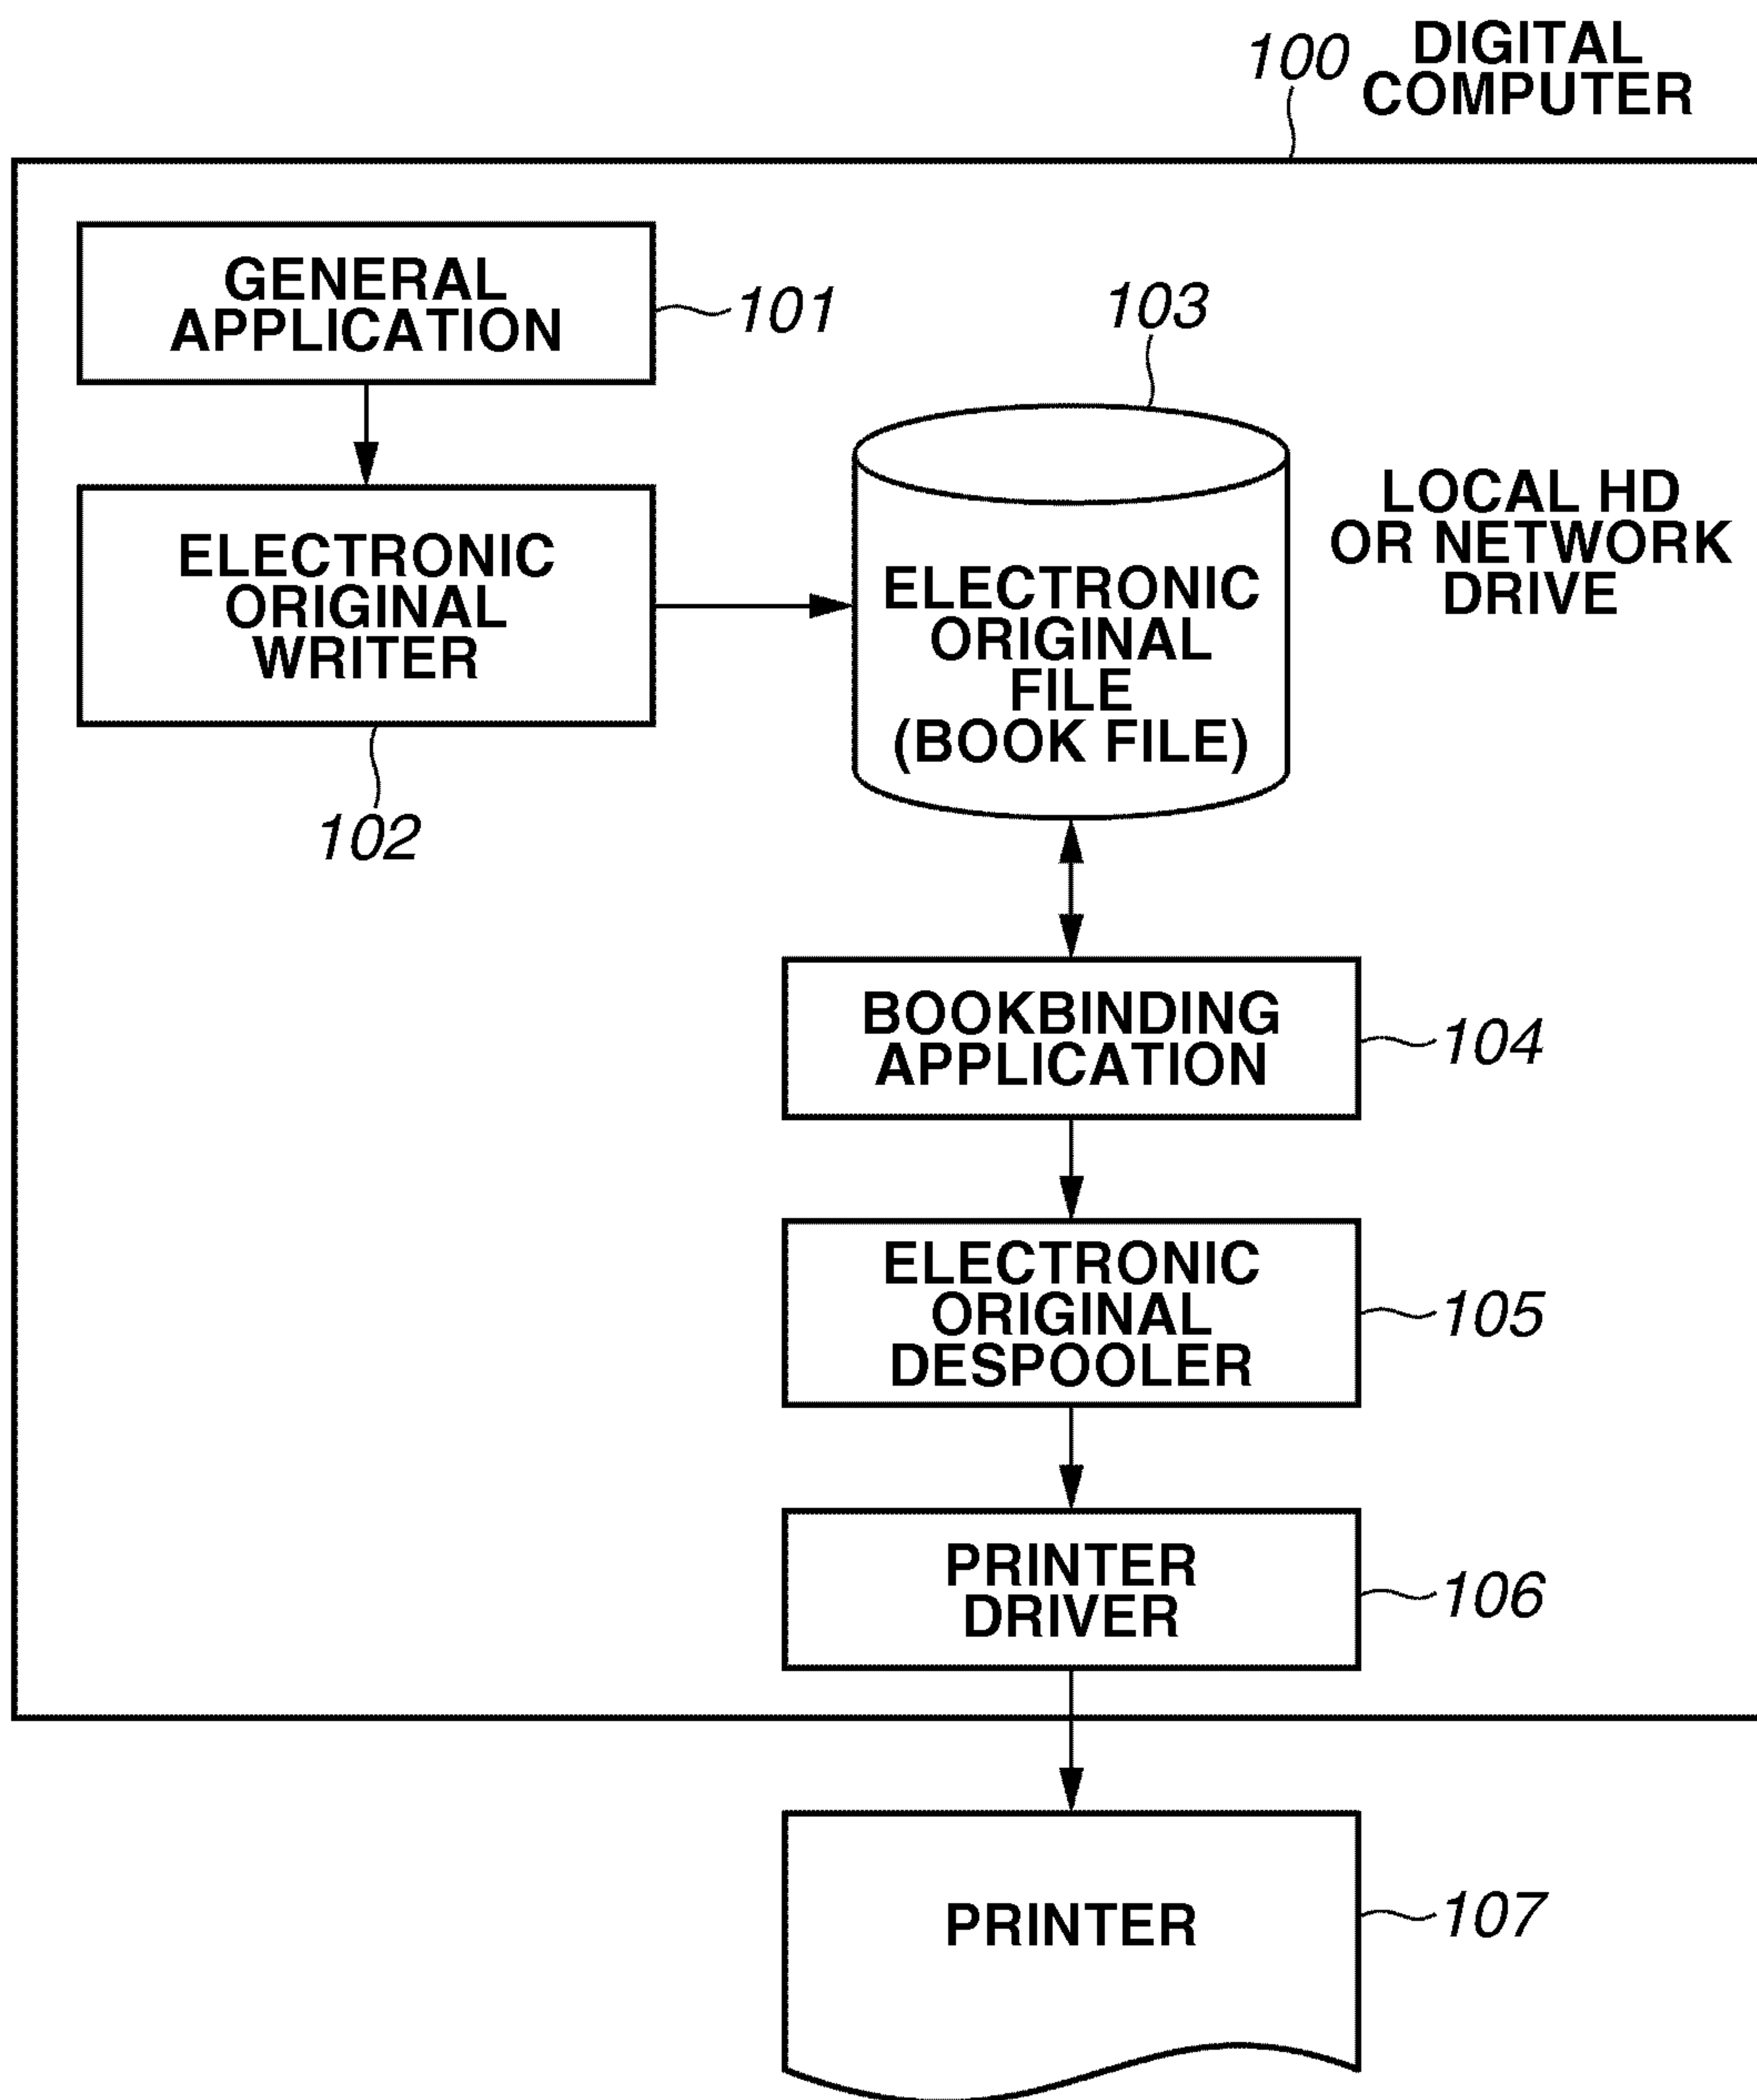 100
DIGITAL
COMPUTER
GENERAL
APPLICATION
101
103
ELECTRONIC
ORIGINAL
WRITER
102
LOCAL HD
OR NETWORK
DRIVE
ELECTRONIC
ORIGINAL
FILE
(BOOK FILE)
BOOKBINDING
APPLICATION
104
ELECTRONIC
ORIGINAL
DESPOOLER
105
PRINTER
DRIVER
106
PRINTER
107